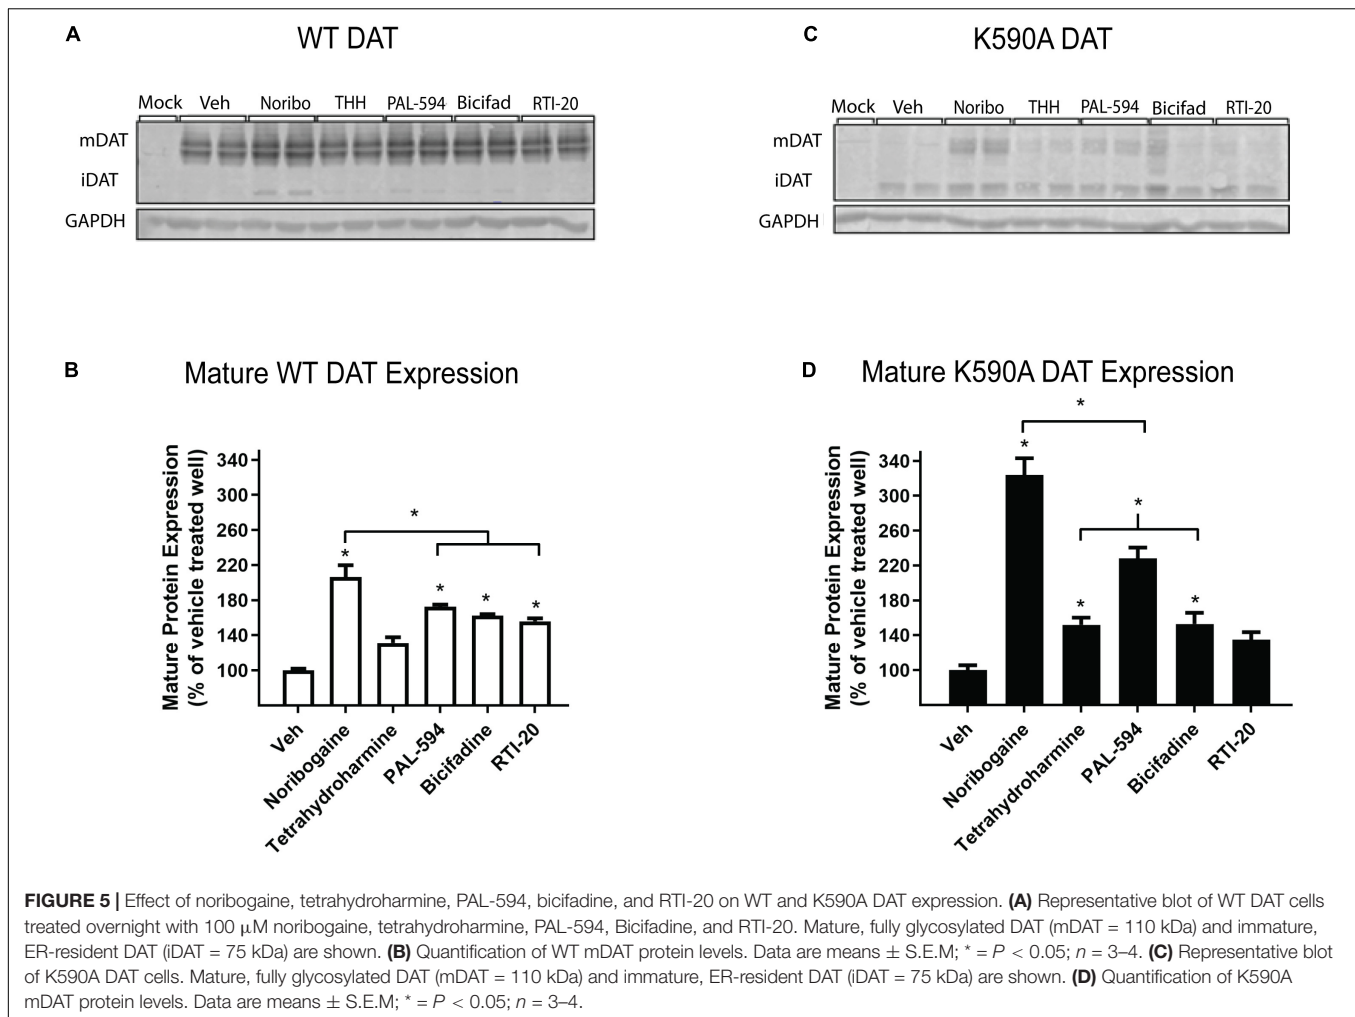 A
WT DAT
Mock Veh Noribo THH PAL-594 Bicifad RTI-20
mDAT
iDAT
GAPDH
C
K590A DAT
Mock Veh Noribo THH PAL-594 Bicifad RTI-20
mDAT
iDAT
GAPDH
B
Mature WT DAT Expression
Mature Protein Expression
(% of vehicle treated well)
340
300
260
220
180
140
100
*
*
*
*
*
Veh
Noribogaine
Tetrahydroharmine
PAL-594
Bicifadine
RTI-20
D
Mature K590A DAT Expression
Mature Protein Expression
(% of vehicle treated well)
340
300
260
220
180
140
100
*
*
*
*
*
Veh
Noribogaine
Tetrahydroharmine
PAL-594
Bicifadine
RTI-20
FIGURE 5 | Effect of noribogaine, tetrahydroharmine, PAL-594, bicifadine, and RTI-20 on WT and K590A DAT expression. (A) Representative blot of WT DAT cells
treated overnight with 100 μM noribogaine, tetrahydroharmine, PAL-594, Bicifadine, and RTI-20. Mature, fully glycosylated DAT (mDAT = 110 kDa) and immature,
ER-resident DAT (iDAT = 75 kDa) are shown. (B) Quantification of WT mDAT protein levels. Data are means ± S.E.M; * = P < 0.05; n = 3–4. (C) Representative blot
of K590A DAT cells. Mature, fully glycosylated DAT (mDAT = 110 kDa) and immature, ER-resident DAT (iDAT = 75 kDa) are shown. (D) Quantification of K590A
mDAT protein levels. Data are means ± S.E.M; * = P < 0.05; n = 3–4.